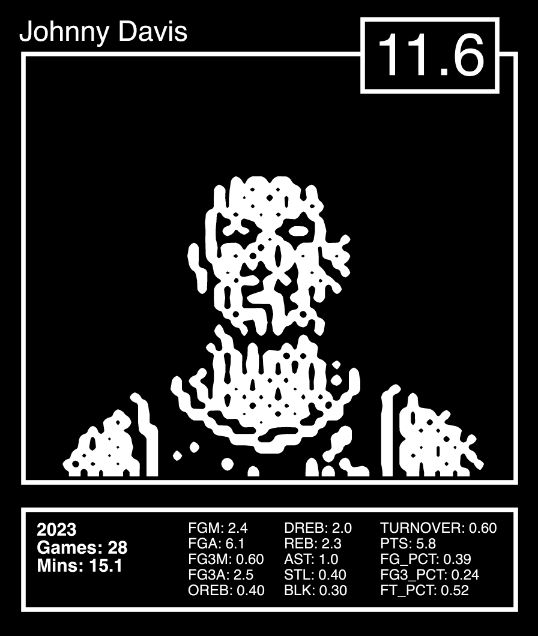 Johnny Davis
11.6
2023
Games: 28
Mins: 15.1
FGM: 2.4
FGA: 6.1
FG3M: 0.60
FG3A: 2.5
OREB: 0.40
DREB: 2.0
REB: 2.3
AST: 1.0
STL: 0.40
BLK: 0.30
TURNOVER: 0.60
PTS: 5.8
FG_PCT: 0.39
FG3_PCT: 0.24
FT_PCT: 0.52